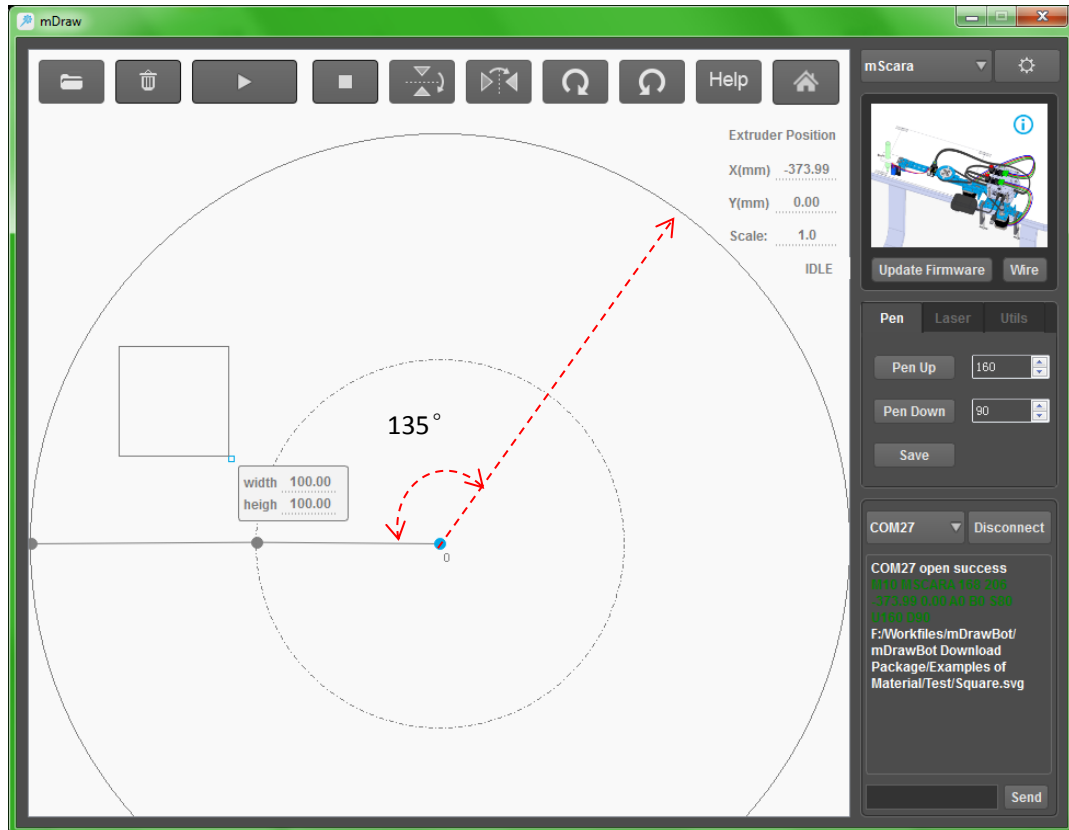 mDraw
Help
Extruder Position
X(mm) -373.99
Y(mm) 0.00
Scale: 1.0
IDLE
135°
width 100.00
heigh 100.00
0
mScara
Update Firmware Wire
Pen Laser Utils
Pen Up 160
Pen Down 90
Save
COM27 Disconnect
COM27 open success
F:/Workfiles/mDrawBot/
mDrawBot Download
Package/Examples of
Material/Test/Square.svg
Send